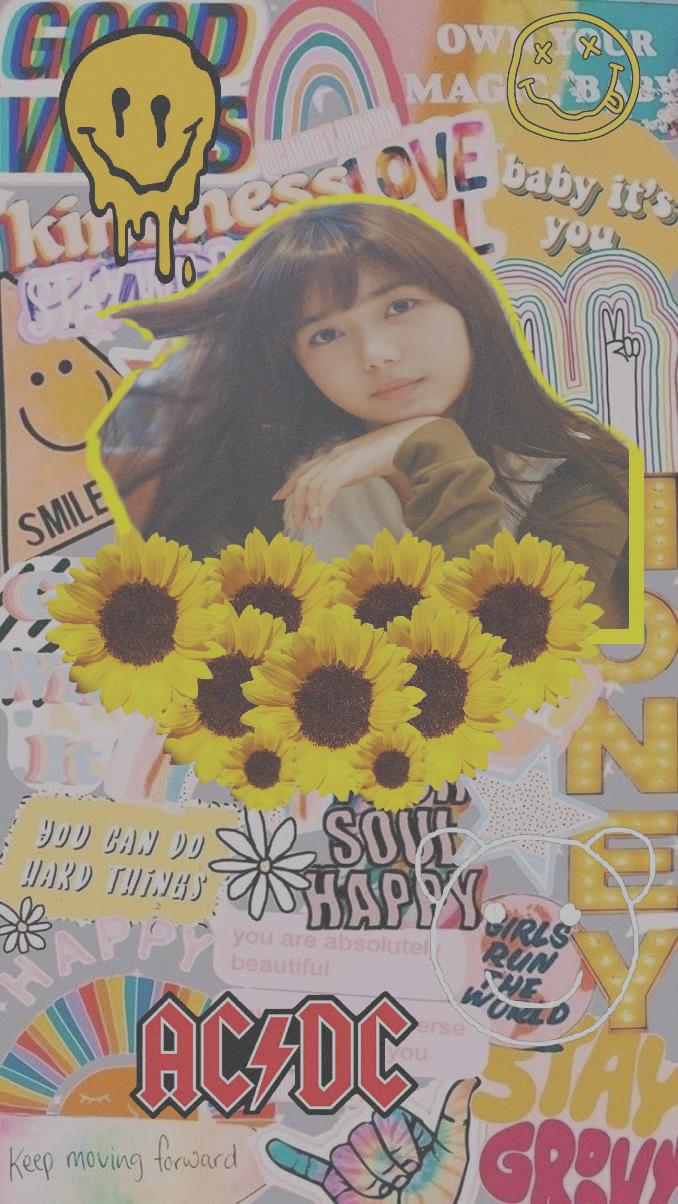 GOOD
VIBES
OWN YOUR
MAGIC, BABY
kindness
LOVE
baby it's
you
SMILE
HONEY
YOU CAN DO
HARD THINGS
SOUL
HAPPY
you are absolutely
beautiful
GIRLS
RUN
THE
WORLD
HAPPY
AC DC
you
STAY
GROOVY
Keep moving forward